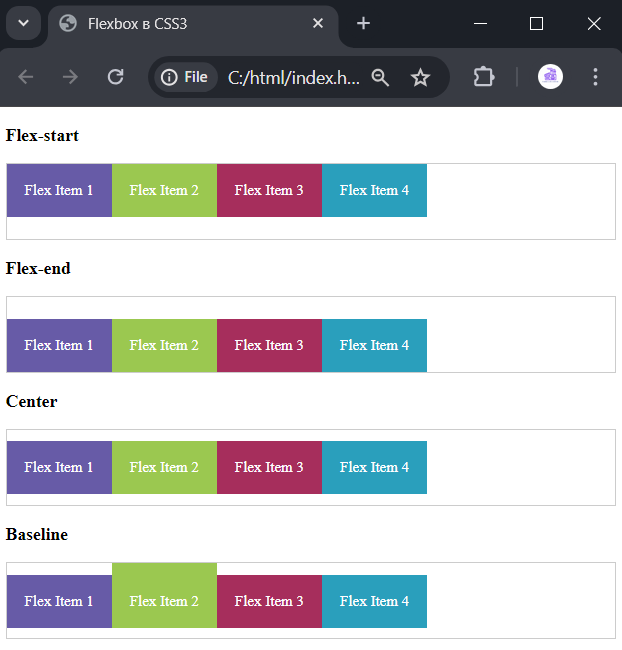 Flexbox в CSS3
File C:/html/index.h...
Flex-start
Flex Item 1 Flex Item 2 Flex Item 3 Flex Item 4
Flex-end
Flex Item 1 Flex Item 2 Flex Item 3 Flex Item 4
Center
Flex Item 1 Flex Item 2 Flex Item 3 Flex Item 4
Baseline
Flex Item 1 Flex Item 2 Flex Item 3 Flex Item 4